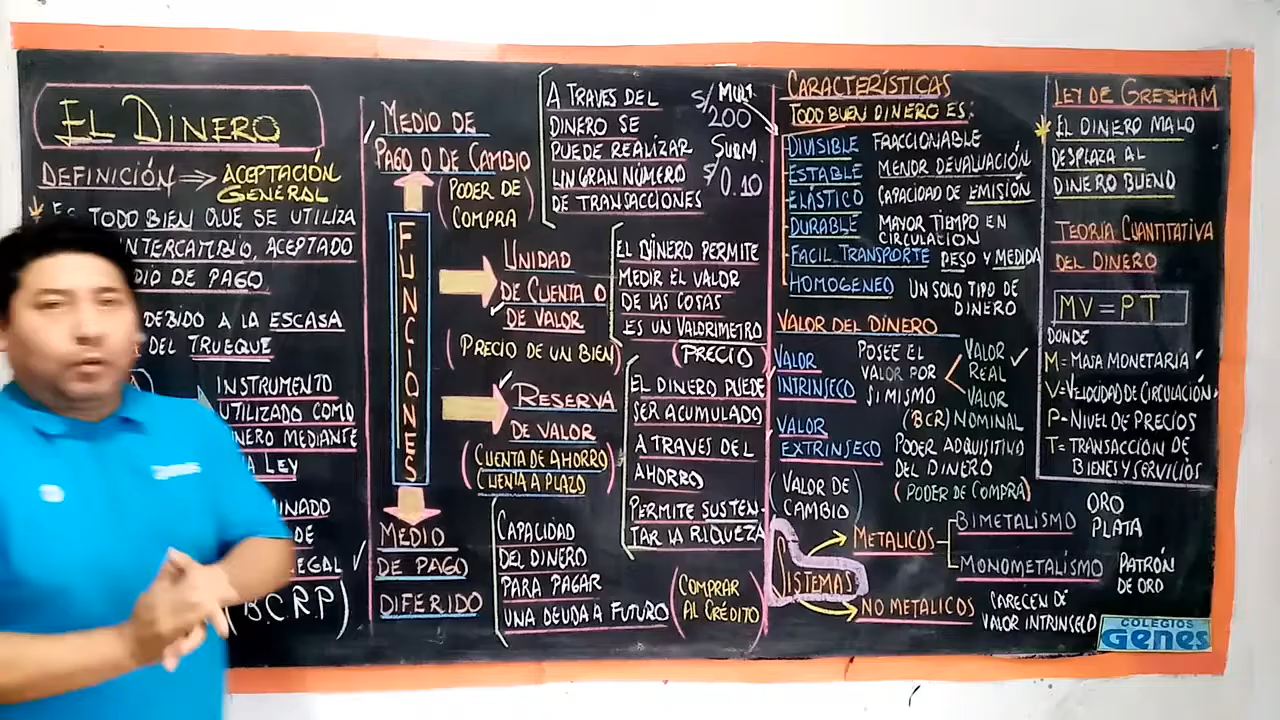 EL DINERO
DEFINICIÓN ⇒ ACEPTACIÓN
GENERAL
ES TODO BIEN QUE SE UTILIZA
INTERCAMBIO, ACEPTADO
DIO DE PAGO
DEBIDO A LA ESCASA
DEL TRUEQUE
INSTRUMENTO
UTILIZADO COMO
NERO MEDIANTE
A LEY
MINADO
DE
EGAL ✓
(B.C.R.P)
MEDIO DE
PAGO O DE CAMBIO
(PODER DE
COMPRA)
FUNCIONES
UNIDAD
DE CUENTA O
DE VALOR
(PRECIO DE UN BIEN)
RESERVA
DE VALOR
(CUENTA DE AHORRO
CUENTA A PLAZO)
MEDIO
DE PAGO
DIFERIDO
A TRAVES DEL
DINERO SE
PUEDE REALIZAR
UN GRAN NÚMERO
DE TRANSACCIONES
MULT.
S/ 200
SUBM.
S/ 0.10
EL DINERO PERMITE
MEDIR EL VALOR
DE LAS COSAS
ES UN VALORIMETRO
(PRECIO)
EL DINERO PUEDE
SER ACUMULADO
A TRAVES DEL
AHORRO
PERMITE SUSTEN-
TAR LA RIQUEZA
CAPACIDAD
DEL DINERO
PARA PAGAR
UNA DEUDA A FUTURO
(COMPRAR
AL CRÉDITO)
CARACTERÍSTICAS
TODO BUEN DINERO ES:
DIVISIBLE FRACCIONABLE
ESTABLE MENOR DEVALUACIÓN
ELÁSTICO CAPACIDAD DE EMISIÓN
DURABLE MAYOR TIEMPO EN
CIRCULACIÓN
FACIL TRANSPORTE PESO Y MEDIDA
HOMOGENEO UN SOLO TIPO DE
DINERO
VALOR DEL DINERO
VALOR
INTRINSECO
POSEE EL
VALOR POR
SI MISMO
VALOR ✓
REAL
VALOR
(BCR) NOMINAL
VALOR
EXTRINSECO
PODER ADQUISITIVO
DEL DINERO
(PODER DE COMPRA)
(VALOR DE
CAMBIO)
SISTEMAS
METALICOS
BIMETALISMO
ORO
PLATA
MONOMETALISMO
PATRÓN
DE ORO
NO METALICOS
CARECEN DE
VALOR INTRINSECO
LEY DE GRESHAM
EL DINERO MALO
DESPLAZA AL
DINERO BUENO
TEORIA CUANTITATIVA
DEL DINERO
MV = PT
DONDE
M = MASA MONETARIA
V = VELOCIDAD DE CIRCULACIÓN
P = NIVEL DE PRECIOS
T = TRANSACCIÓN DE
BIENES Y SERVICIOS
COLEGIOS
GENES